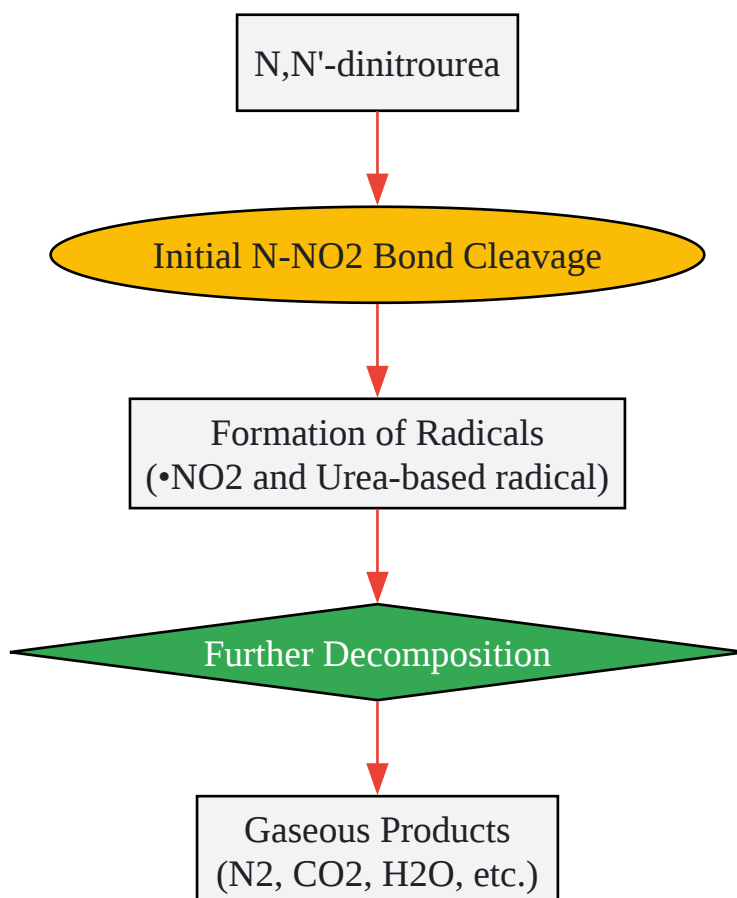 N,N'-dinitrourea
Initial N-NO2 Bond Cleavage
Formation of Radicals
(•NO2 and Urea-based radical)
Further Decomposition
Gaseous Products
(N2, CO2, H2O, etc.)